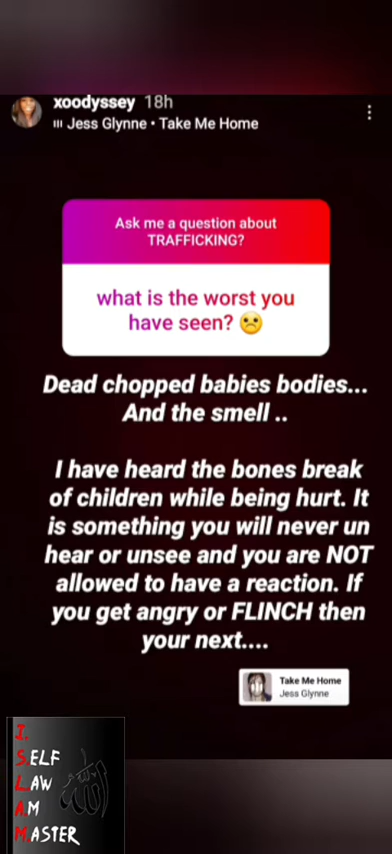 xoodyssey 18h
Jess Glynne • Take Me Home
Ask me a question about
TRAFFICKING?
what is the worst you
have seen? ☹️
Dead chopped babies bodies...
And the smell ..
I have heard the bones break
of children while being hurt. It
is something you will never un
hear or unsee and you are NOT
allowed to have a reaction. If
you get angry or FLINCH then
your next....
Take Me Home
Jess Glynne
I.
S.ELF
L.AW
A.M
M.ASTER
الله